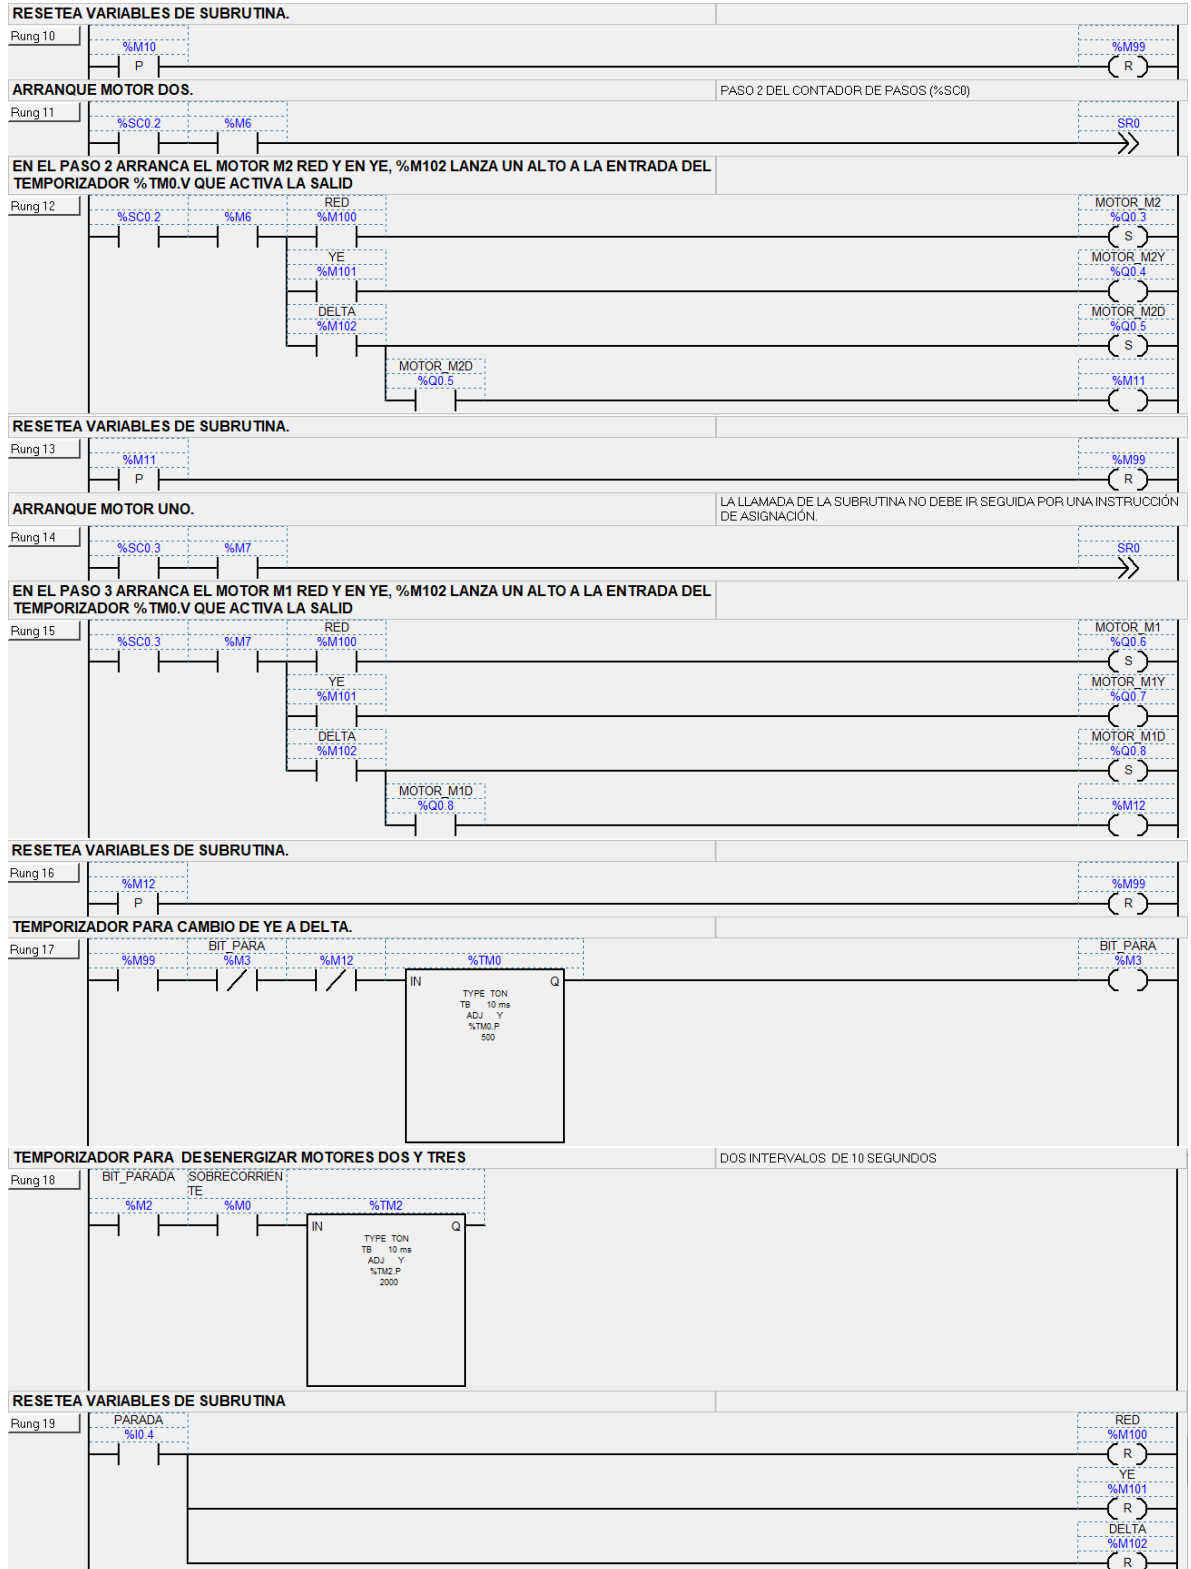 RESETEA VARIABLES DE SUBRUTINA.
Rung 10
%M10
%M99
P
R
ARRANQUE MOTOR DOS.
PASO 2 DEL CONTADOR DE PASOS (%SC0)
Rung 11
%SC0.2
%M6
SR0
EN EL PASO 2 ARRANCA EL MOTOR M2 RED Y EN YE, %M102 LANZA UN ALTO A LA ENTRADA DEL
TEMPORIZADOR %TM0.V QUE ACTIVA LA SALID
Rung 12
RED
MOTOR_M2
%SC0.2
%M6
%M100
%Q0.3
S
YE
MOTOR_M2Y
%M101
%Q0.4
DELTA
MOTOR_M2D
%M102
%Q0.5
S
MOTOR_M2D
%Q0.5
%M11
RESETEA VARIABLES DE SUBRUTINA.
Rung 13
%M11
%M99
P
R
ARRANQUE MOTOR UNO.
LA LLAMADA DE LA SUBRUTINA NO DEBE IR SEGUIDA POR UNA INSTRUCCIÓN
DE ASIGNACIÓN.
Rung 14
%SC0.3
%M7
SR0
EN EL PASO 3 ARRANCA EL MOTOR M1 RED Y EN YE, %M102 LANZA UN ALTO A LA ENTRADA DEL
TEMPORIZADOR %TM0.V QUE ACTIVA LA SALID
Rung 15
RED
MOTOR_M1
%SC0.3
%M7
%M100
%Q0.6
S
YE
MOTOR_M1Y
%M101
%Q0.7
DELTA
MOTOR_M1D
%M102
%Q0.8
S
MOTOR_M1D
%Q0.8
%M12
RESETEA VARIABLES DE SUBRUTINA.
Rung 16
%M12
%M99
P
R
TEMPORIZADOR PARA CAMBIO DE YE A DELTA.
Rung 17
BIT_PARA
BIT_PARA
%M99
%M3
%M12
%TM0
%M3
IN
Q
TYPE TON
TB 10 ms
ADJ Y
%TM0.P
500
TEMPORIZADOR PARA DESENERGIZAR MOTORES DOS Y TRES
DOS INTERVALOS DE 10 SEGUNDOS
Rung 18
BIT_PARADA
SOBRECORRIEN
TE
%M2
%M0
%TM2
IN
Q
TYPE TON
TB 10 ms
ADJ Y
%TM2.P
2000
RESETEA VARIABLES DE SUBRUTINA
Rung 19
PARADA
RED
%I0.4
%M100
R
YE
%M101
R
DELTA
%M102
R